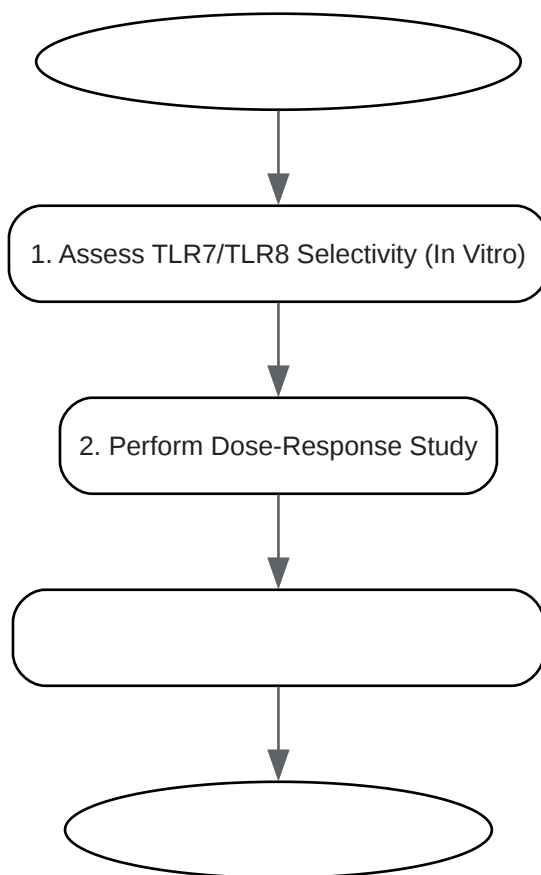 1. Assess TLR7/TLR8 Selectivity (In Vitro)
2. Perform Dose-Response Study